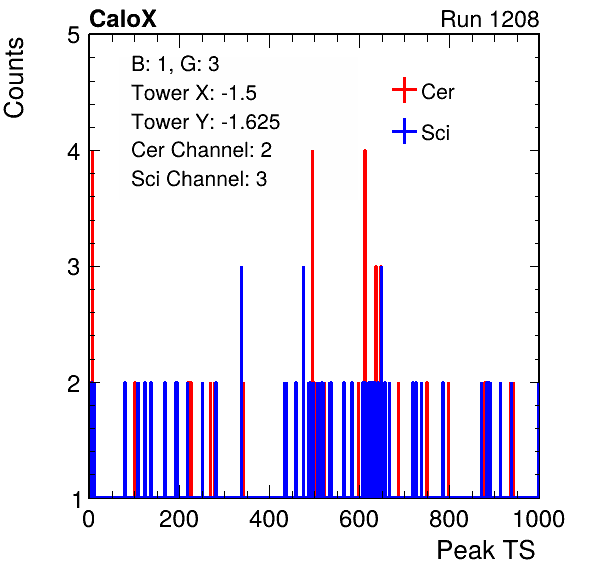 CaloX Run 1208
Counts
B: 1, G: 3
Tower X: -1.5
Tower Y: -1.625
Cer Channel: 2
Sci Channel: 3
Cer
Sci
5
4
3
2
1
0 200 400 600 800 1000
Peak TS